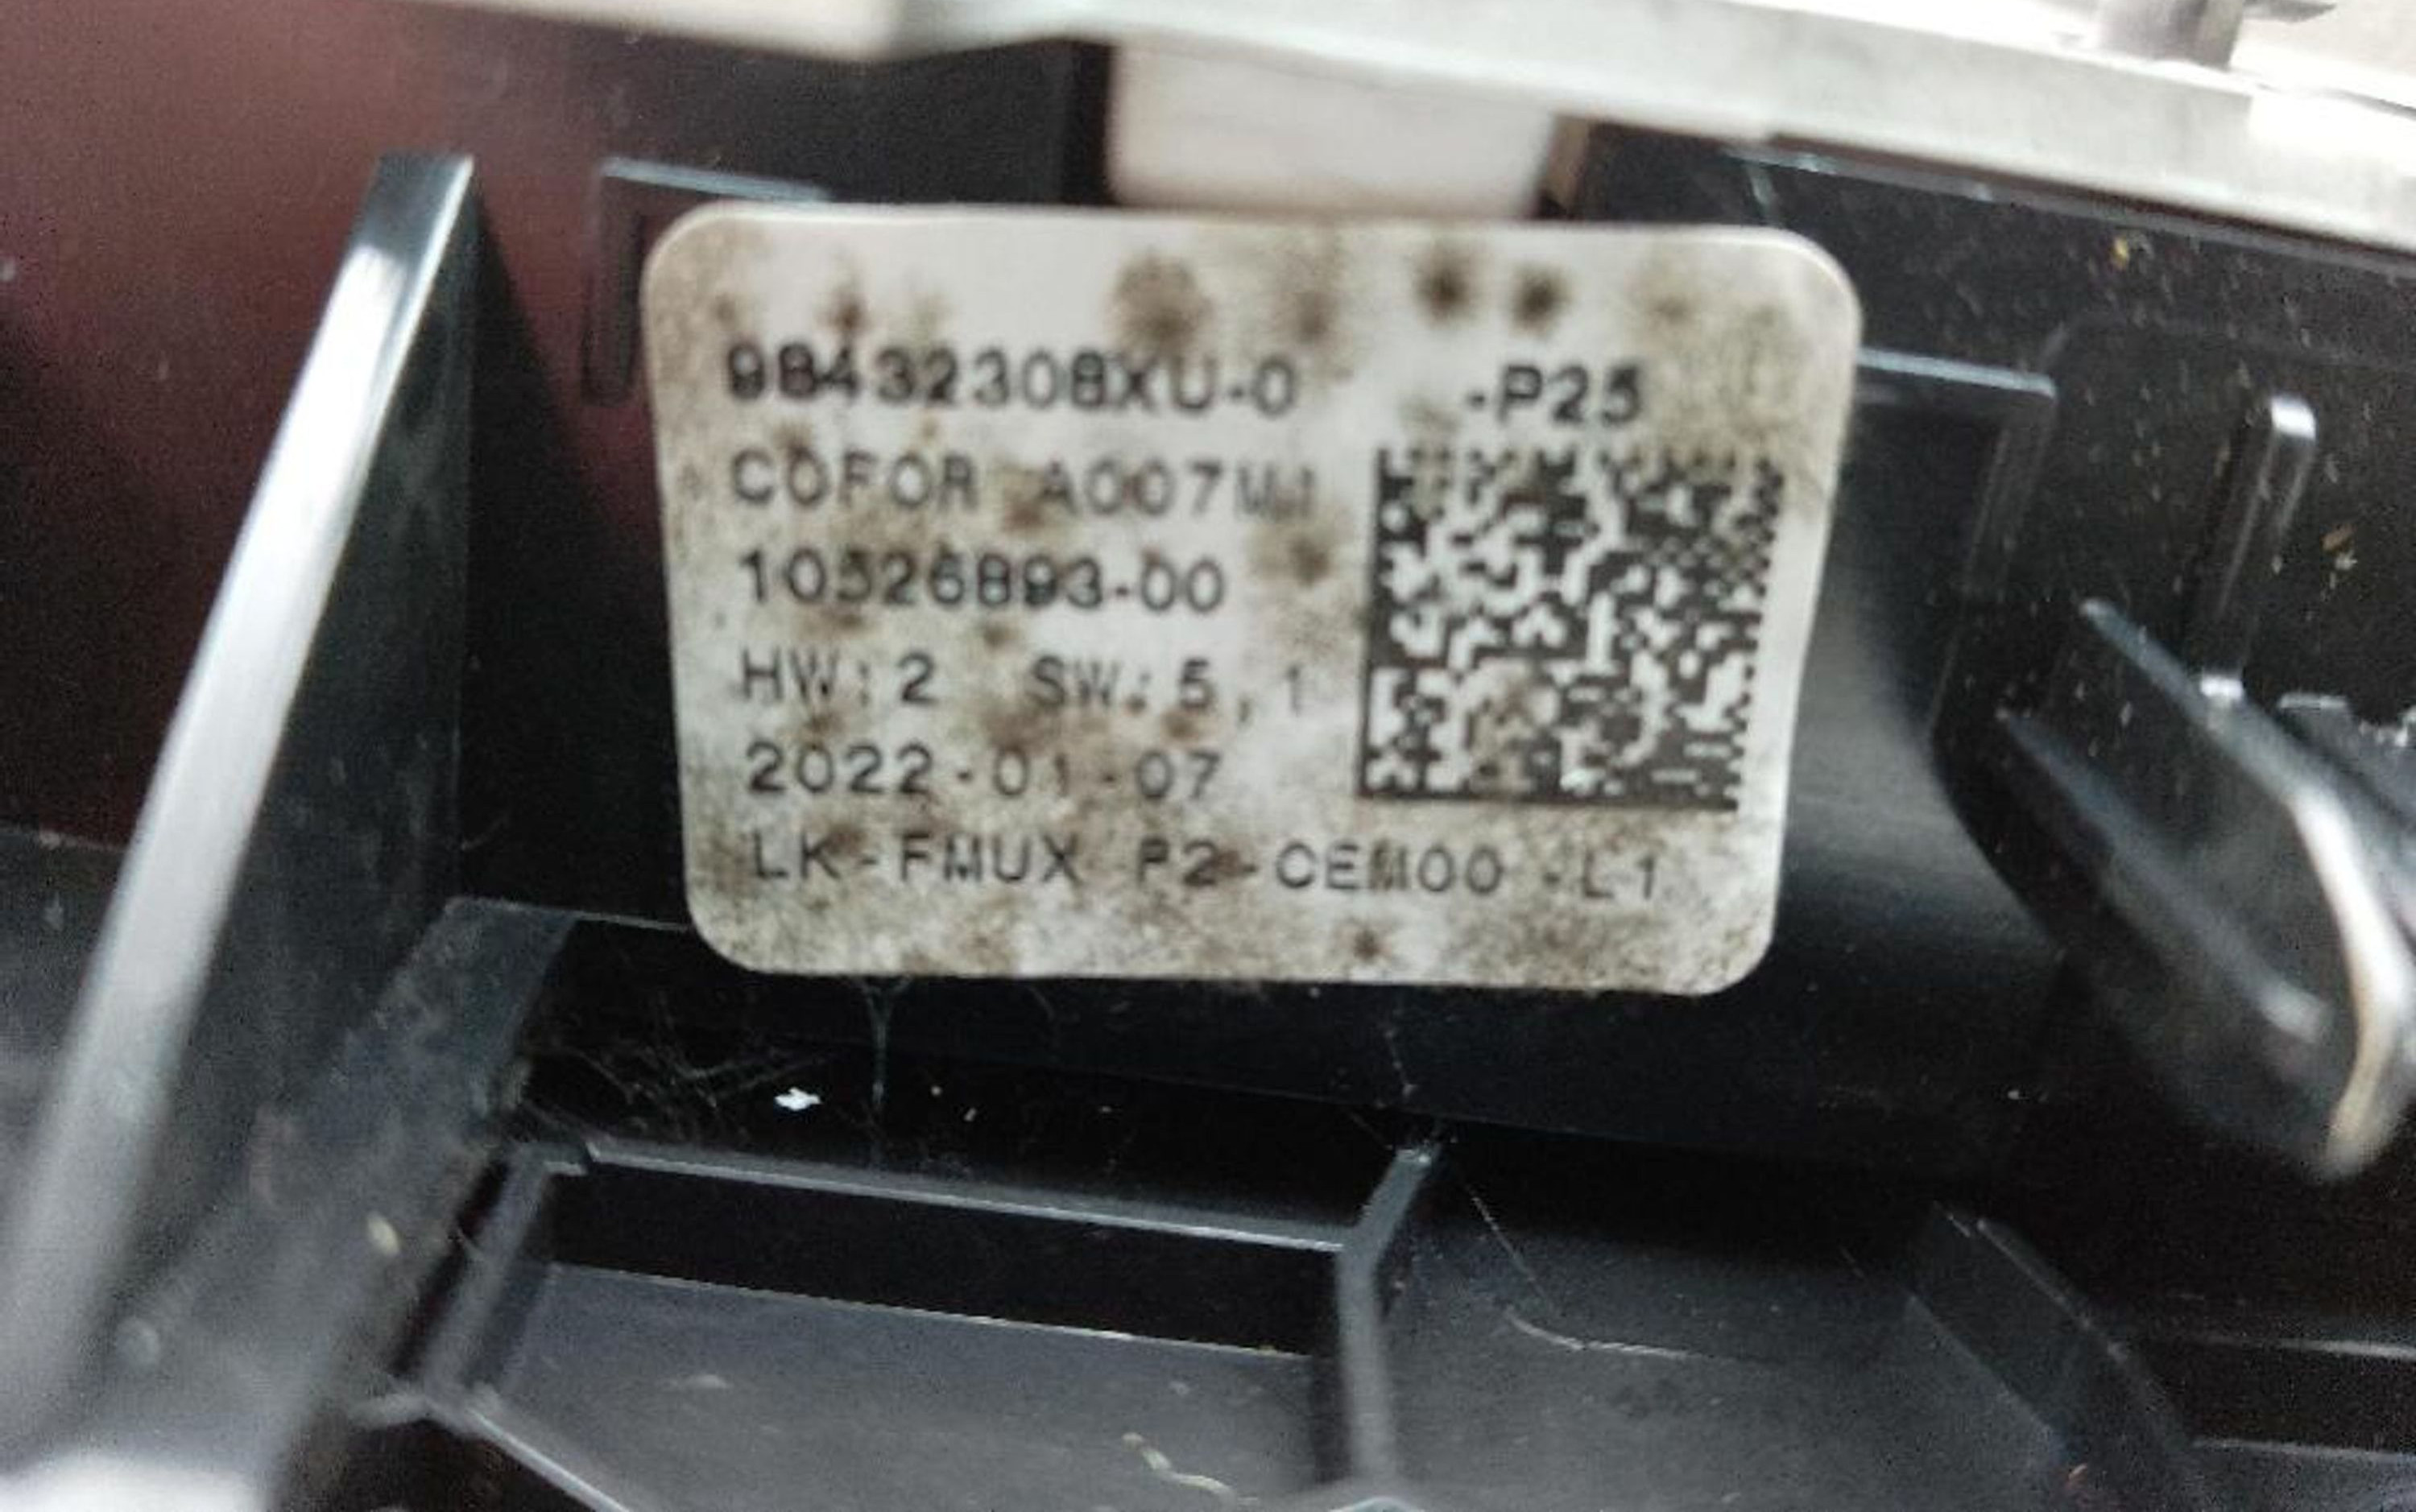 98432308XU-0 -P25
COFOR A007W1
10526893-00
HW:2 SW:5,1
2022-01-07
LK-FMUX P2-CEM00 -L1